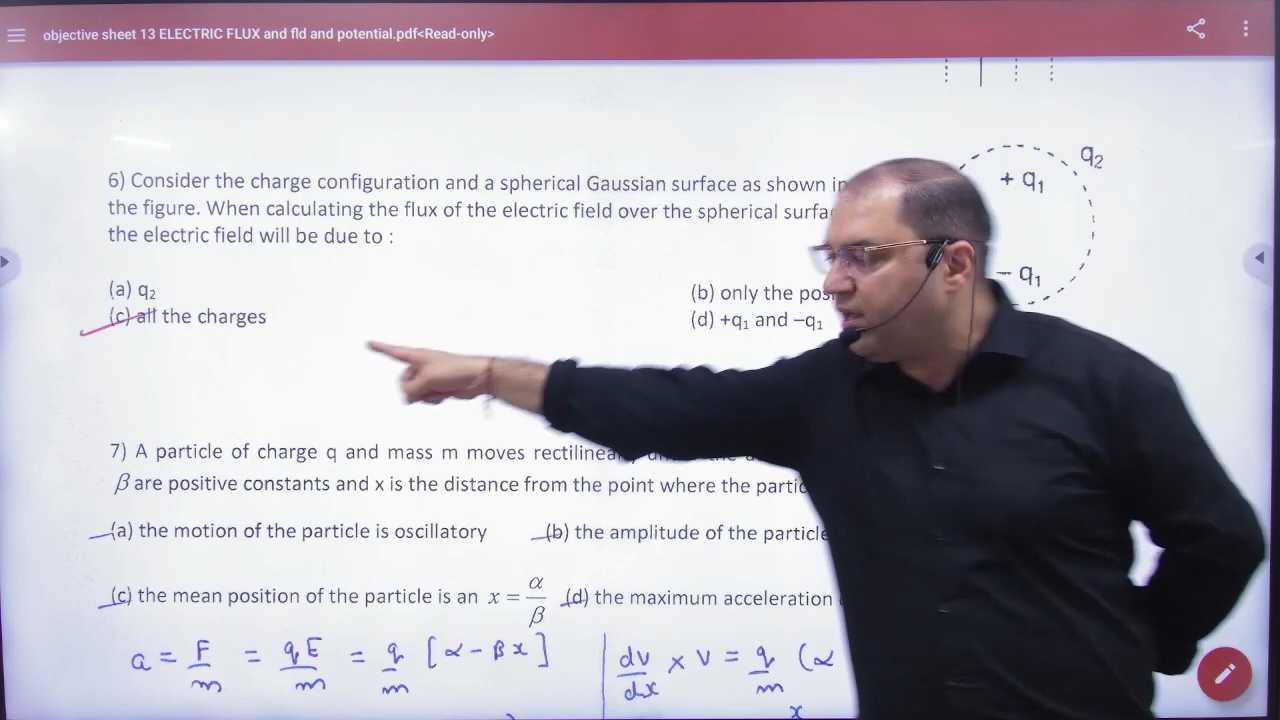 objective sheet 13 ELECTRIC FLUX and fld and potential.pdf<Read-only>
6) Consider the charge configuration and a spherical Gaussian surface as shown in
the figure. When calculating the flux of the electric field over the spherical
the electric field will be due to :
q₂
+ q₁
− q₁
(a) q₂
(b) only the
(c) all the charges
(d) +q₁ and −q₁
7) A particle of charge q and mass m moves
β are positive constants and x is the distance from the point where the
(a) the motion of the particle is oscillatory
(b) the amplitude of the particle
(c) the mean position of the particle is an x = α/β
(d) the maximum acceleration
a = F/m = qE/m = q/m [α − βx]
dv/dx × v = q/m (α
x